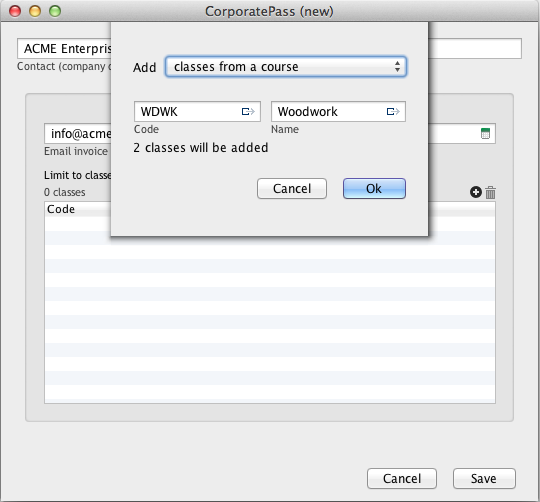 CorporatePass (new)
ACME Enterpris
Contact (company o
Add classes from a course
WDWK Woodwork
Code Name
2 classes will be added
Cancel Ok
info@acme
Email invoice
Limit to classe
0 classes
Code
Cancel Save